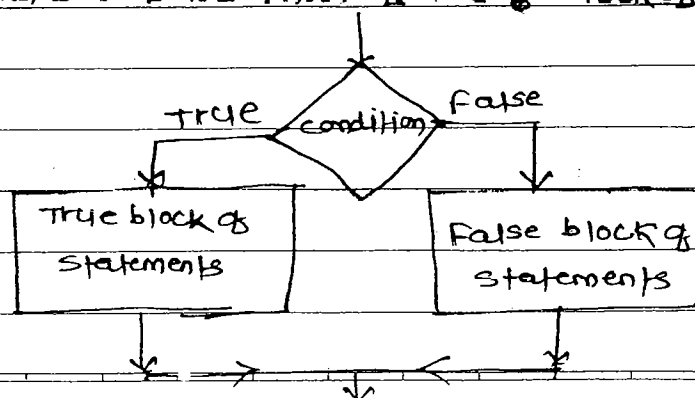 True
condition
False
True block of
statements
False block of
statements